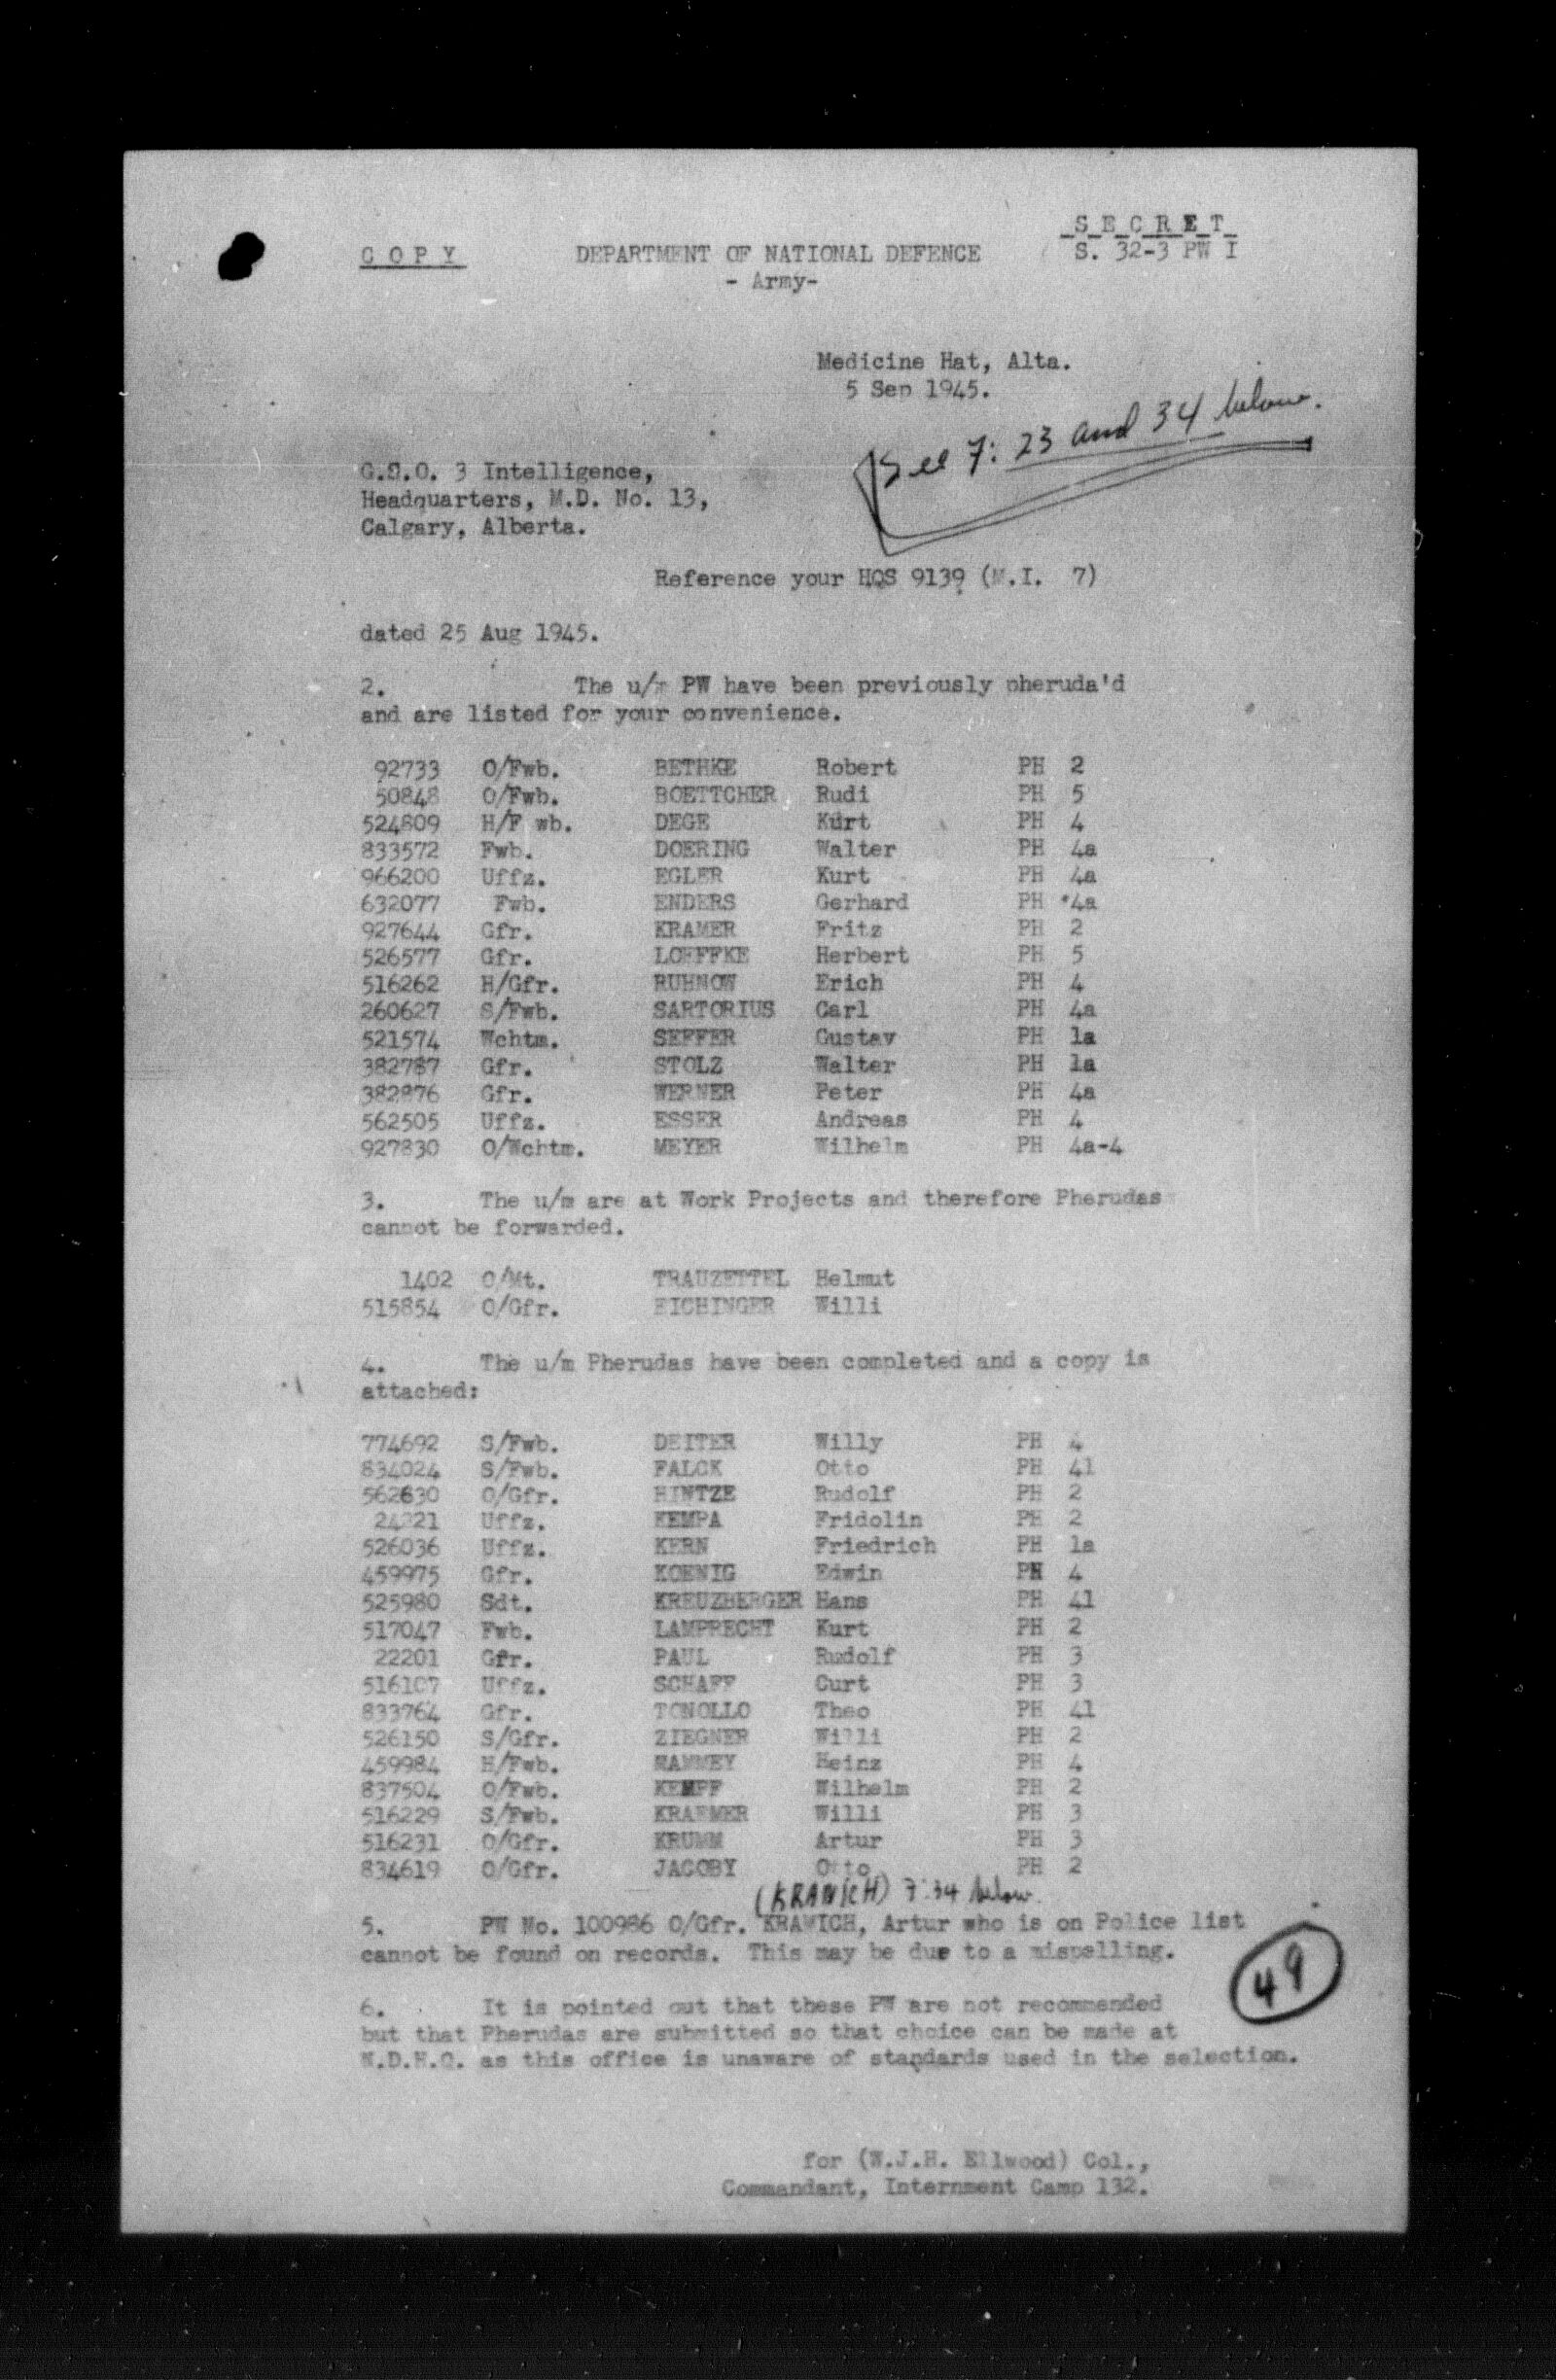 S E C R E T
C O P Y DEPARTMENT OF NATIONAL DEFENCE S. 32-3 PW I
- Army-
Medicine Hat, Alta.
5 Sep 1945.
See 7: 23 and 34 below.
G.S.O. 3 Intelligence,
Headquarters, M.D. No. 13,
Calgary, Alberta.
Reference your HQS 9139 (M.I. 7)
dated 25 Aug 1945.
2. The u/m PW have been previously pheruda'd
and are listed for your convenience.
92733 O/Fwb. BETHKE Robert PH 2
50848 O/Fwb. BOETTCHER Rudi PH 5
524809 H/F wb. DEGE Kurt PH 4
833572 Fwb. DOERING Walter PH 4a
966200 Uffz. EGLER Kurt PH 4a
632077 Fwb. ENDERS Gerhard PH 4a
927644 Gfr. KRAMER Fritz PH 2
526577 Gfr. LOEFFKE Herbert PH 5
516262 H/Gfr. RUHNOW Erich PH 4
260627 S/Fwb. SARTORIUS Carl PH 4a
521574 Wchtm. SEFFER Gustav PH 1a
382787 Gfr. STOLZ Walter PH 1a
382876 Gfr. WERNER Peter PH 4a
562505 Uffz. ESSER Andreas PH 4
927830 O/Wchtm. MEYER Wilhelm PH 4a-4
3. The u/m are at Work Projects and therefore Pherudas
cannot be forwarded.
1402 O/Mt. TRAUZETTEL Helmut
515854 O/Gfr. EICHINGER Willi
4. The u/m Pherudas have been completed and a copy is
attached:
774692 S/Fwb. DEITER Willy PH 4
834024 S/Fwb. FALCK Otto PH 41
562630 O/Gfr. HINTZE Rudolf PH 2
Uffz. KEMPA Fridolin PH 2
526036 Uffz. KERN Friedrich PH 1a
459975 Gfr. KOENIG Edwin PH 4
525980 Sdt. KREUZBERGER Hans PH 41
517047 Fwb. LAMPRECHT Kurt PH 2
22201 Gfr. PAUL Rudolf PH 3
516107 Uffz. SCHAFF Curt PH 3
833764 Gfr. TONOLLO Theo PH 41
526150 S/Gfr. ZIEGNER Willi PH 2
459984 H/Fwb. Heinz PH 4
837504 O/Fwb. KEMPF Wilhelm PH 2
516229 S/Fwb. KRAEMER Willi PH 3
516231 O/Gfr. KRUMM Artur PH 3
834619 O/Gfr. JACOBY Otto PH 2
(KRANICH) 7:34 below.
5. PW No. 100986 O/Gfr. KRAWICH, Artur who is on Police list
cannot be found on records. This may be due to a mispelling.
49
6. It is pointed out that these PW are not recommended
but that Pherudas are submitted so that choice can be made at
N.D.H.Q. as this office is unaware of standards used in the selection.
for (W.J.H. Ellwood) Col.,
Commandant, Internment Camp 132.